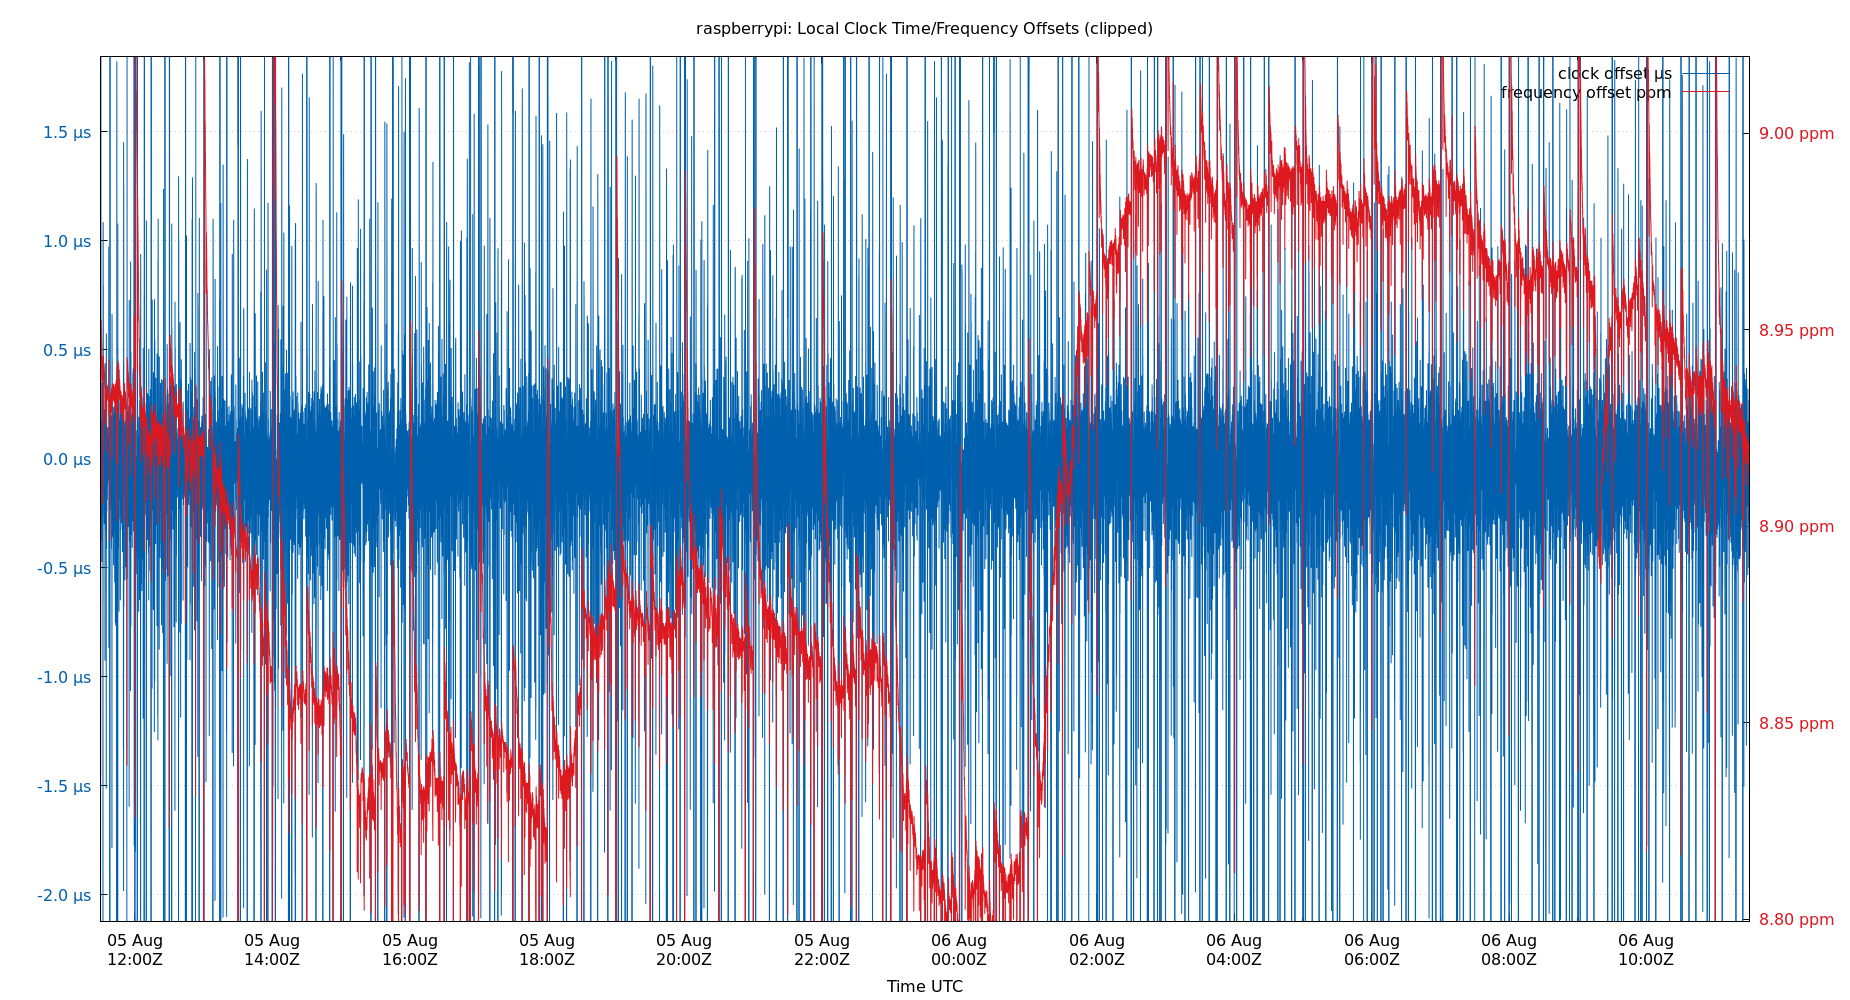 raspberrypi: Local Clock Time/Frequency Offsets (clipped)
clock offset µs
frequency offset ppm
1.5 µs
1.0 µs
0.5 µs
0.0 µs
-0.5 µs
-1.0 µs
-1.5 µs
-2.0 µs
9.00 ppm
8.95 ppm
8.90 ppm
8.85 ppm
8.80 ppm
05 Aug 05 Aug 05 Aug 05 Aug 05 Aug 05 Aug 06 Aug 06 Aug 06 Aug 06 Aug 06 Aug 06 Aug
12:00Z 14:00Z 16:00Z 18:00Z 20:00Z 22:00Z 00:00Z 02:00Z 04:00Z 06:00Z 08:00Z 10:00Z
Time UTC